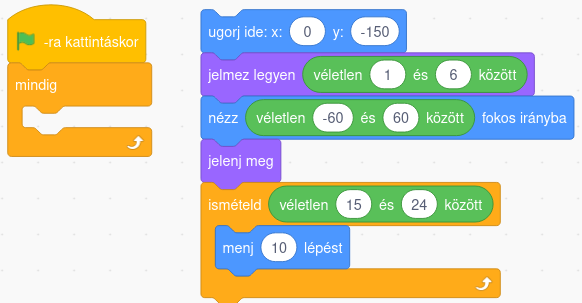 -ra kattintáskor
mindig
ugorj ide: x: 0 y: -150
jelmez legyen véletlen 1 és 6 között
nézz véletlen -60 és 60 között fokos irányba
jelenj meg
ismételd véletlen 15 és 24 között
menj 10 lépést